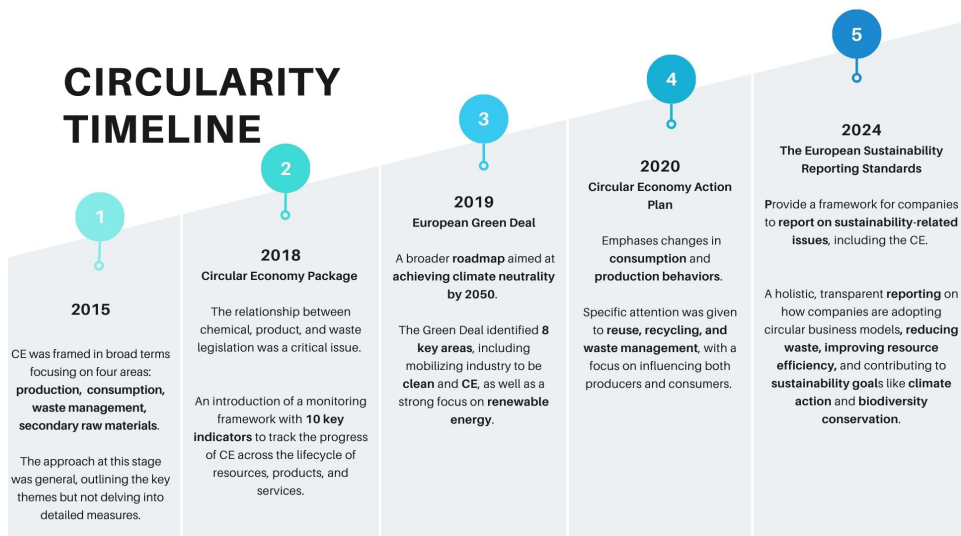 CIRCULARITY
TIMELINE
1
2015
CE was framed in broad terms
focusing on four areas:
production, consumption,
waste management,
secondary raw materials.
The approach at this stage
was general, outlining the key
themes but not delving into
detailed measures.
2
2018
Circular Economy Package
The relationship between
chemical, product, and waste
legislation was a critical issue.
An introduction of a monitoring
framework with 10 key
indicators to track the progress
of CE across the lifecycle of
resources, products, and
services.
3
2019
European Green Deal
A broader roadmap aimed at
achieving climate neutrality
by 2050.
The Green Deal identified 8
key areas, including
mobilizing industry to be
clean and CE, as well as a
strong focus on renewable
energy.
4
2020
Circular Economy Action
Plan
Emphases changes in
consumption and
production behaviors.
Specific attention was given
to reuse, recycling, and
waste management, with a
focus on influencing both
producers and consumers.
5
2024
The European Sustainability
Reporting Standards
Provide a framework for companies
to report on sustainability-related
issues, including the CE.
A holistic, transparent reporting on
how companies are adopting
circular business models, reducing
waste, improving resource
efficiency, and contributing to
sustainability goals like climate
action and biodiversity
conservation.